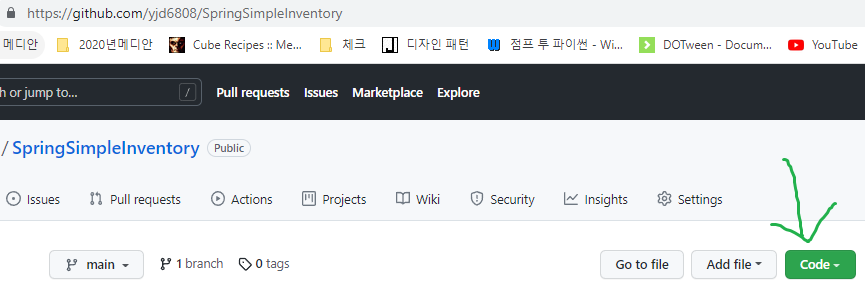 https://github.com/yjd6808/SpringSimpleInventory
메디안 2020년메디안 Cube Recipes :: Me... 체크 디자인 패턴 점프 투 파이썬 - Wi... DOTween - Docum... YouTube
h or jump to... / Pull requests Issues Marketplace Explore
/ SpringSimpleInventory Public
Issues Pull requests Actions Projects Wiki Security Insights Settings
main 1 branch 0 tags Go to file Add file Code